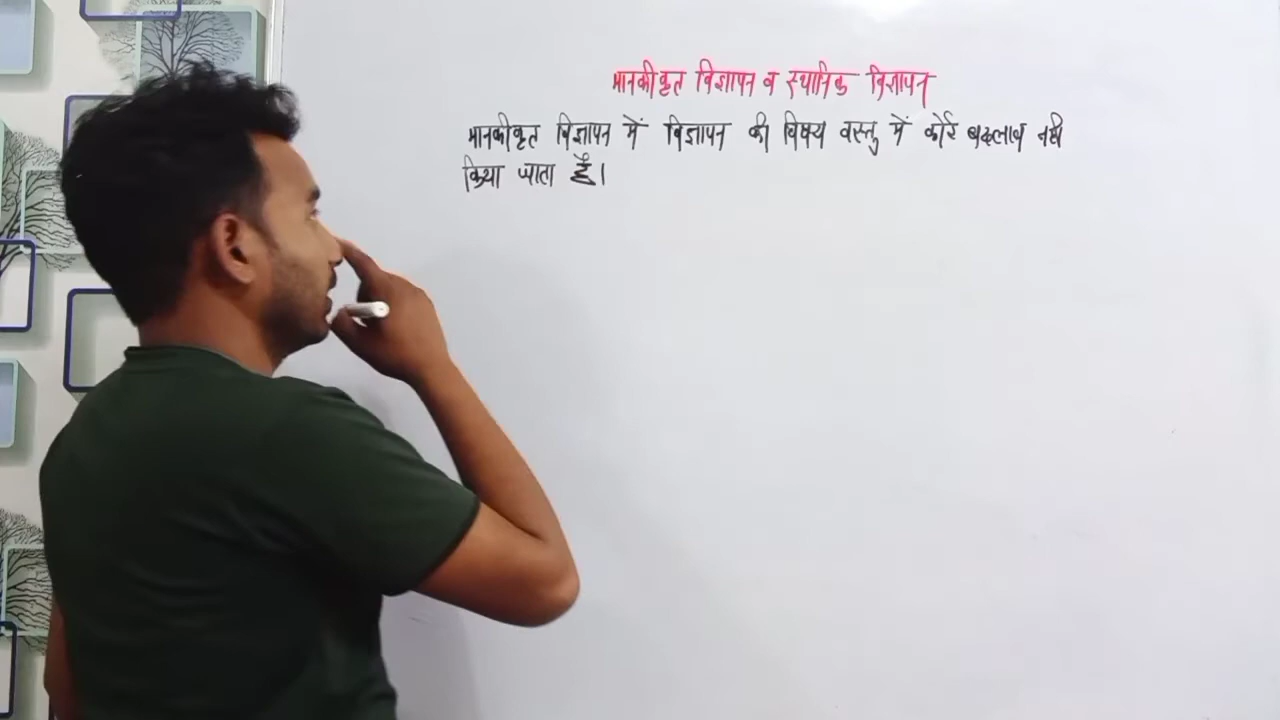 मानकीकृत विज्ञापन व स्थानिक विज्ञापन
मानकीकृत विज्ञापन में विज्ञापन की विषय वस्तु में कोई बदलाव नही
किया जाता है।